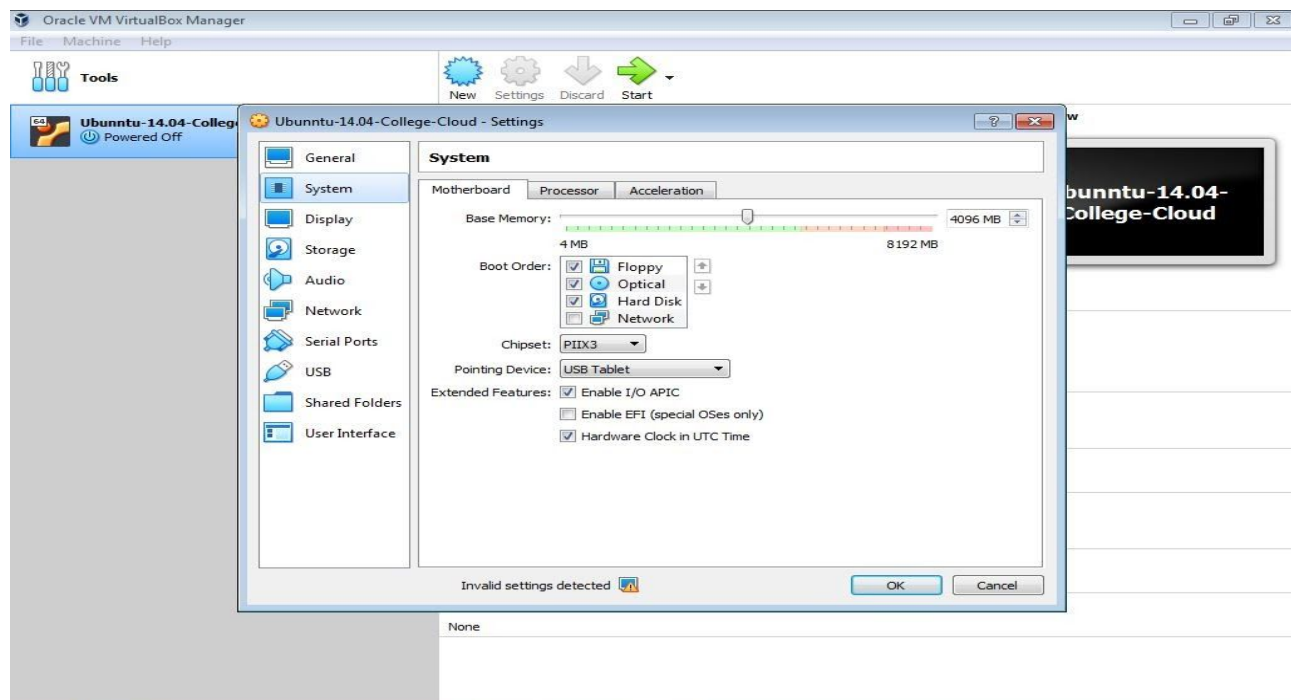 Oracle VM VirtualBox Manager
File Machine Help
Tools
New Settings Discard Start
64
Ubunntu-14.04-Colleg
Powered Off
w
bunntu-14.04-
College-Cloud
Ubunntu-14.04-College-Cloud - Settings
General
System
Display
Storage
Audio
Network
Serial Ports
USB
Shared Folders
User Interface
System
Motherboard Processor Acceleration
Base Memory: 4096 MB
4 MB 8192 MB
Boot Order: Floppy
Optical
Hard Disk
Network
Chipset: PIIX3
Pointing Device: USB Tablet
Extended Features: Enable I/O APIC
Enable EFI (special OSes only)
Hardware Clock in UTC Time
Invalid settings detected OK Cancel
None